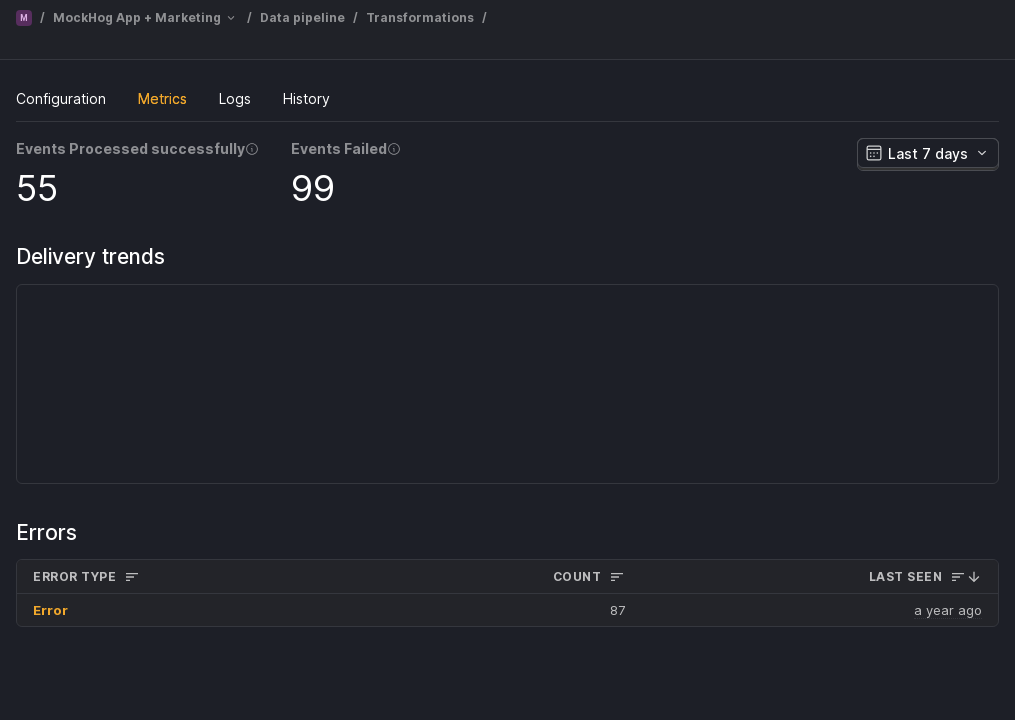 M / MockHog App + Marketing / Data pipeline / Transformations /
Configuration Metrics Logs History
Events Processed successfully Events Failed
55 99
Last 7 days
Delivery trends
Errors
ERROR TYPE COUNT LAST SEEN
Error 87 a year ago